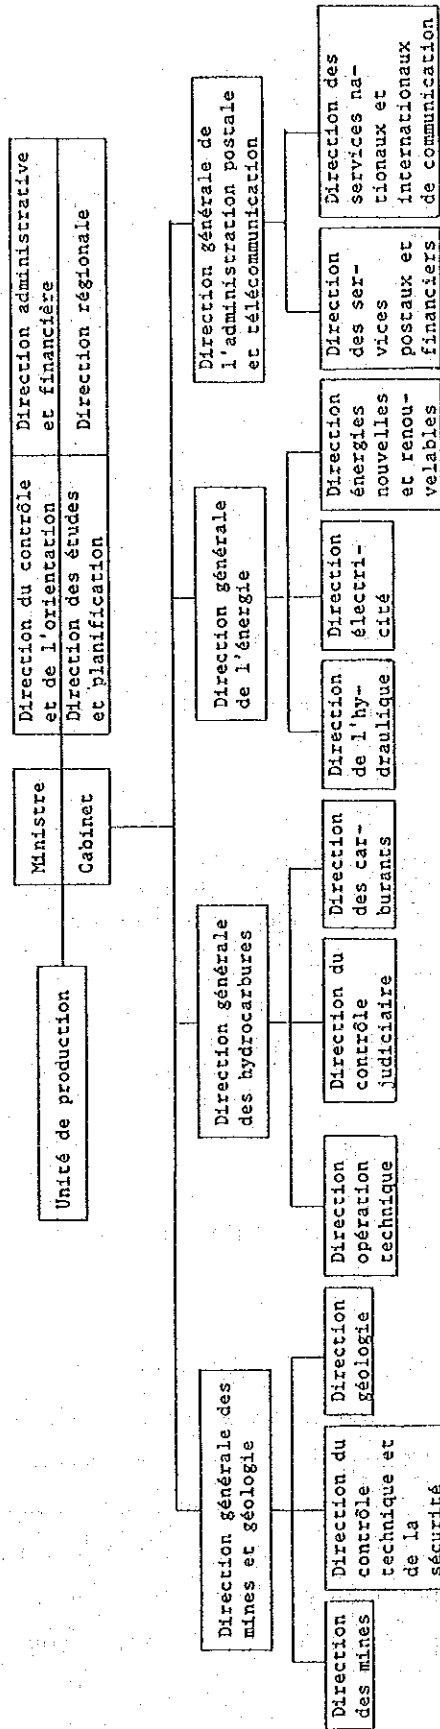 Ministre
Cabinet
Direction du contrôle
et de l'orientation
Direction administrative
et financière
Direction des études
et planification
Direction régionale
Unité de production
Direction générale des
mines et géologie
Direction générale
des hydrocarbures
Direction générale
de l'énergie
Direction générale de
l'administration postale
et télécommunication
Direction
des mines
Direction du
contrôle
technique et
de la
sécurité
Direction
géologie
Direction
opération
technique
Direction du
contrôle
judiciaire
Direction
des car-
burants
Direction
de l'hy-
draulique
Direction
électri-
cité
Direction
énergies
nouvelles
et renou-
velables
Direction
des ser-
vices
postaux et
financiers
Direction des
services na-
tionaux et
internationaux
de communication